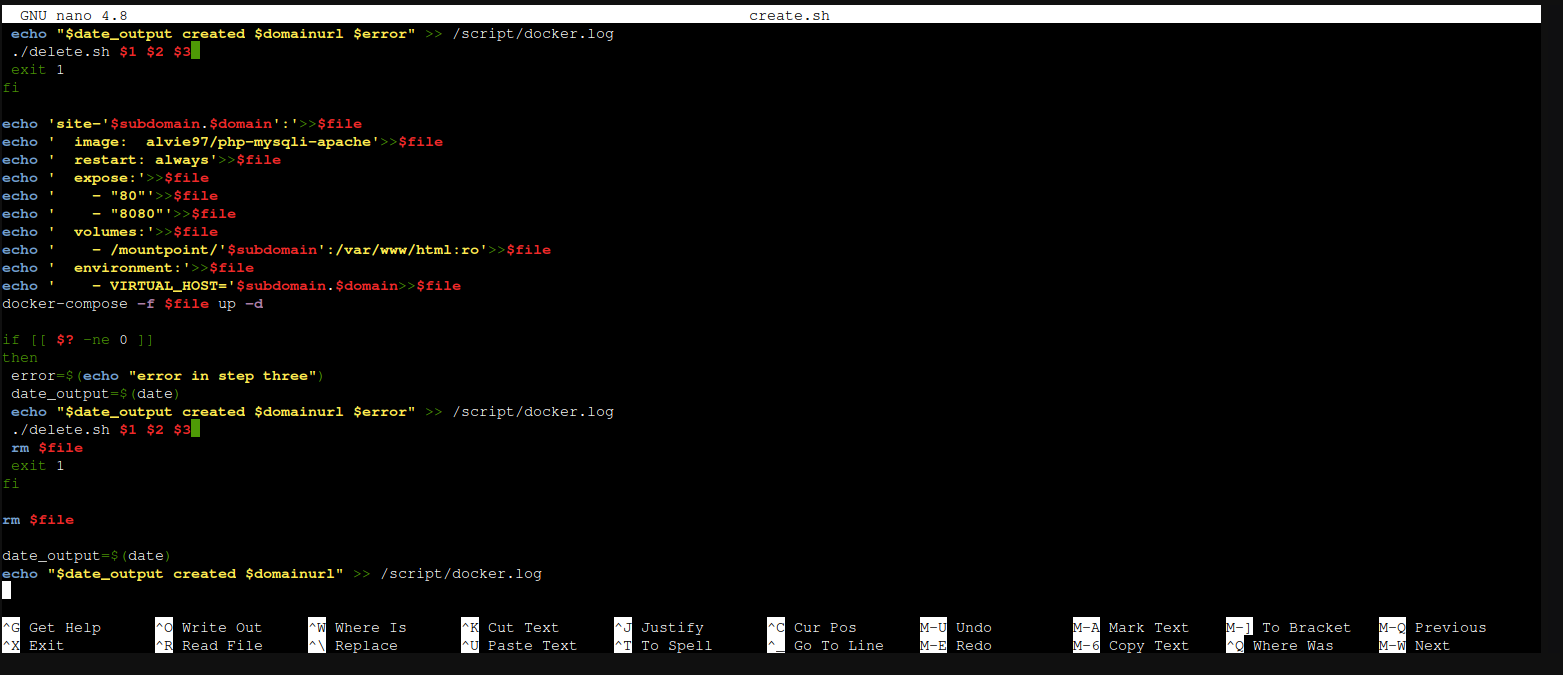 GNU nano 4.8 create.sh
echo "$date_output created $domainurl $error" >> /script/docker.log
./delete.sh $1 $2 $3
exit 1
fi
echo 'site-'$subdomain.$domain':'>>$file
echo '  image:  alvie97/php-mysqli-apache'>>$file
echo '  restart: always'>>$file
echo '  expose:'>>$file
echo '    - "80"'>>$file
echo '    - "8080"'>>$file
echo '  volumes:'>>$file
echo '    - /mountpoint/'$subdomain':/var/www/html:ro'>>$file
echo '  environment:'>>$file
echo '    - VIRTUAL_HOST='$subdomain.$domain>>$file
docker-compose -f $file up -d
if [[ $? -ne 0 ]]
then
error=$(echo "error in step three")
date_output=$(date)
echo "$date_output created $domainurl $error" >> /script/docker.log
./delete.sh $1 $2 $3
rm $file
exit 1
fi
rm $file
date_output=$(date)
echo "$date_output created $domainurl" >> /script/docker.log
^G Get Help ^O Write Out ^W Where Is ^K Cut Text ^J Justify ^C Cur Pos M-U Undo M-A Mark Text M-] To Bracket M-Q Previous
^X Exit ^R Read File ^\ Replace ^U Paste Text ^T To Spell ^_ Go To Line M-E Redo M-6 Copy Text ^Q Where Was M-W Next